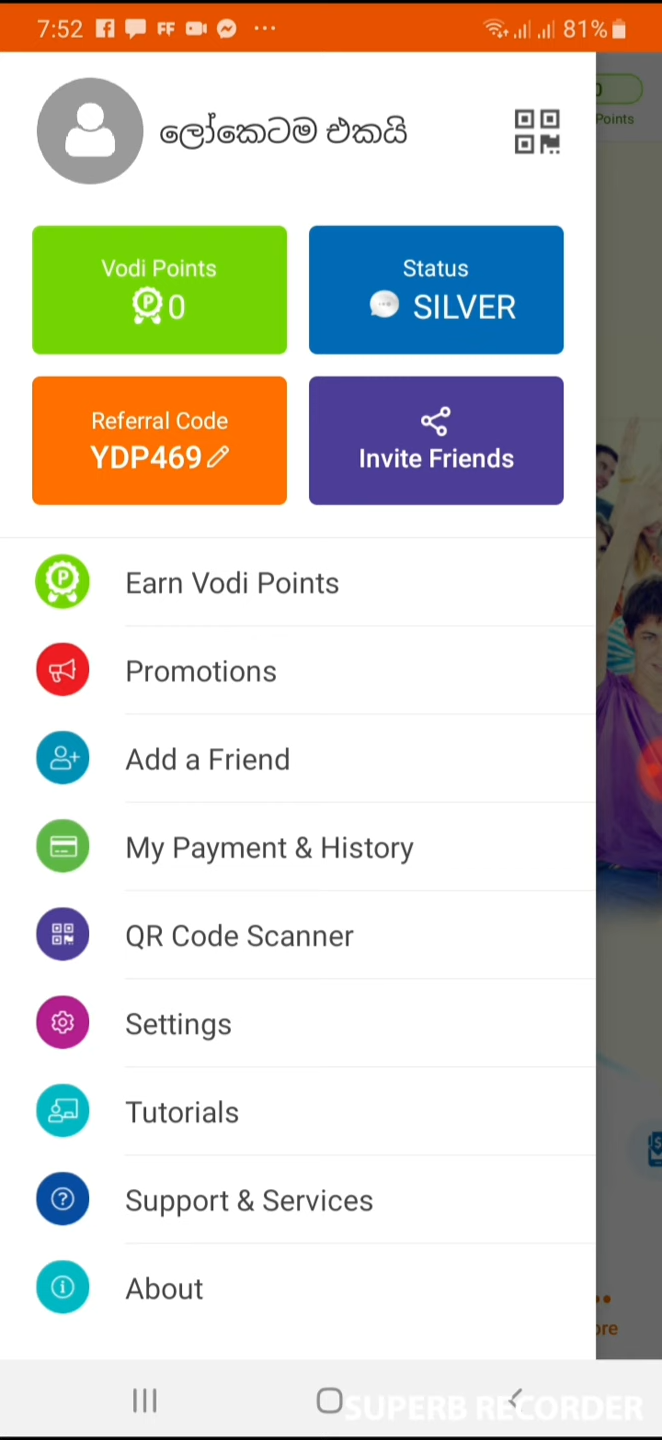 7:52 FF ... 81%
ලෝකෙටම එකයි
Points
Vodi Points
0
Status
SILVER
Referral Code
YDP469
Invite Friends
Earn Vodi Points
Promotions
Add a Friend
My Payment & History
QR Code Scanner
Settings
Tutorials
Support & Services
About
SUPERB RECORDER